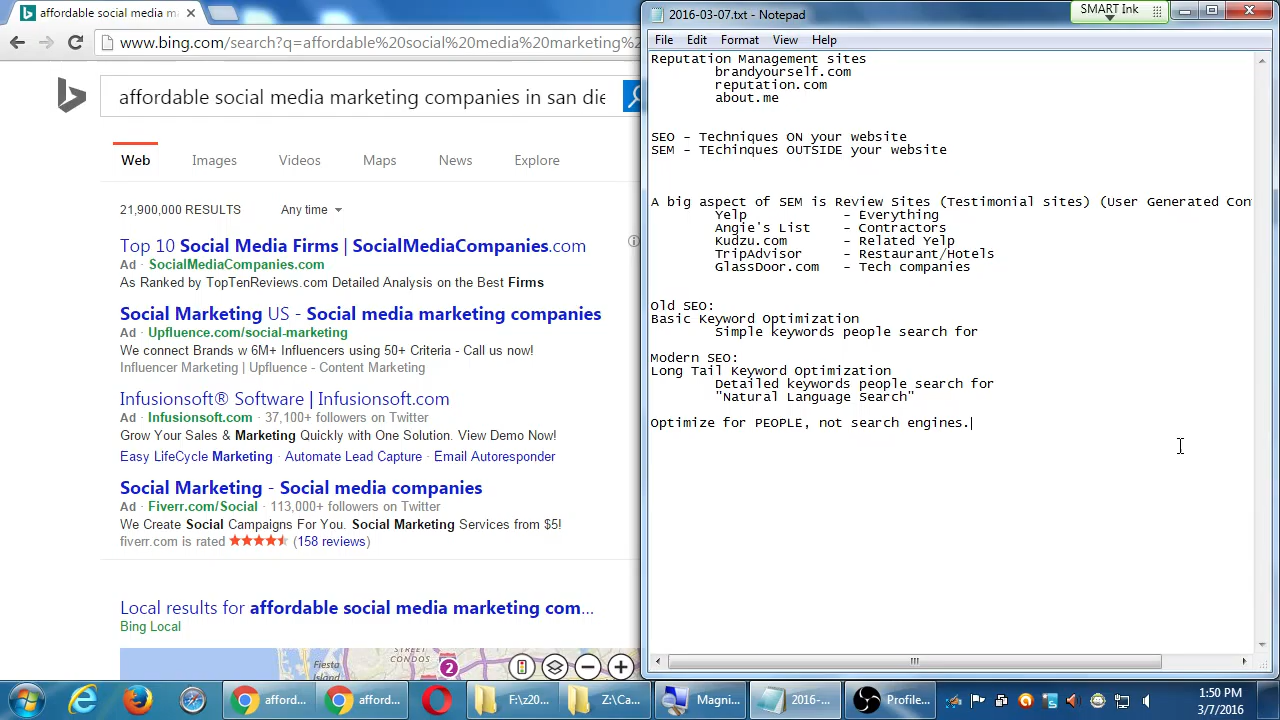 affordable social media m
www.bing.com/search?q=affordable%20social%20media%20marketing%
affordable social media marketing companies in san die
Web
Images
Videos
Maps
News
Explore
21,900,000 RESULTS
Any time
Top 10 Social Media Firms | SocialMediaCompanies.com
Ad · SocialMediaCompanies.com
As Ranked by TopTenReviews.com Detailed Analysis on the Best Firms
Social Marketing US - Social media marketing companies
Ad · Upfluence.com/social-marketing
We connect Brands w 6M+ Influencers using 50+ Criteria - Call us now!
Influencer Marketing | Upfluence - Content Marketing
Infusionsoft® Software | Infusionsoft.com
Ad · Infusionsoft.com · 37,100+ followers on Twitter
Grow Your Sales & Marketing Quickly with One Solution. View Demo Now!
Easy LifeCycle Marketing · Automate Lead Capture · Email Autoresponder
Social Marketing - Social media companies
Ad · Fiverr.com/Social · 113,000+ followers on Twitter
We Create Social Campaigns For You. Social Marketing Services from $5!
fiverr.com is rated (158 reviews)
Local results for affordable social media marketing com...
Bing Local
STREET
CONDOS
Fiesta
Island
2
2016-03-07.txt - Notepad
SMART Ink
File Edit Format View Help
Reputation Management sites
brandyourself.com
reputation.com
about.me
SEO - Techniques ON your website
SEM - TEchinques OUTSIDE your website
A big aspect of SEM is Review Sites (Testimonial sites) (User Generated Con
Yelp - Everything
Angie's List - Contractors
Kudzu.com - Related Yelp
TripAdvisor - Restaurant/Hotels
GlassDoor.com - Tech companies
Old SEO:
Basic Keyword Optimization
Simple keywords people search for
Modern SEO:
Long Tail Keyword Optimization
Detailed keywords people search for
"Natural Language Search"
Optimize for PEOPLE, not search engines.
afford...
afford...
F:\z20...
Z:\Ca...
Magni...
2016-...
Profile...
1:50 PM
3/7/2016